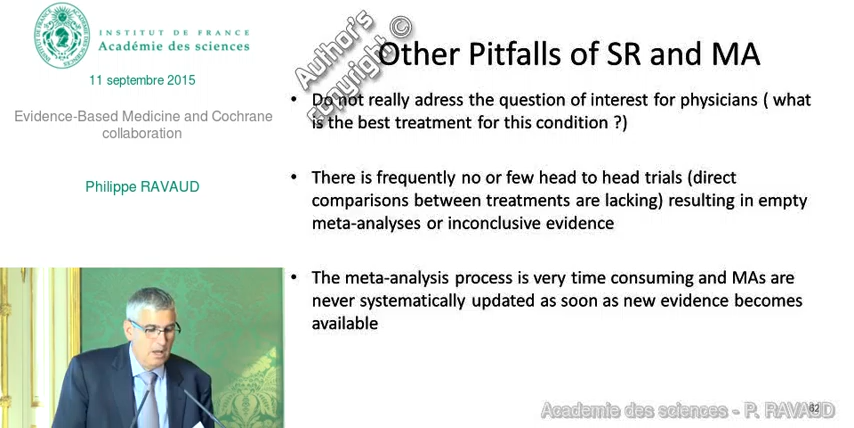 INSTITUT DE FRANCE
Académie des sciences
11 septembre 2015
Evidence-Based Medicine and Cochrane
collaboration
Philippe RAVAUD
Author's
copyright ©
Other Pitfalls of SR and MA
• Do not really adress the question of interest for physicians ( what
is the best treatment for this condition ?)
• There is frequently no or few head to head trials (direct
comparisons between treatments are lacking) resulting in empty
meta-analyses or inconclusive evidence
• The meta-analysis process is very time consuming and MAs are
never systematically updated as soon as new evidence becomes
available
Academie des sciences - P. RAVAUD
62